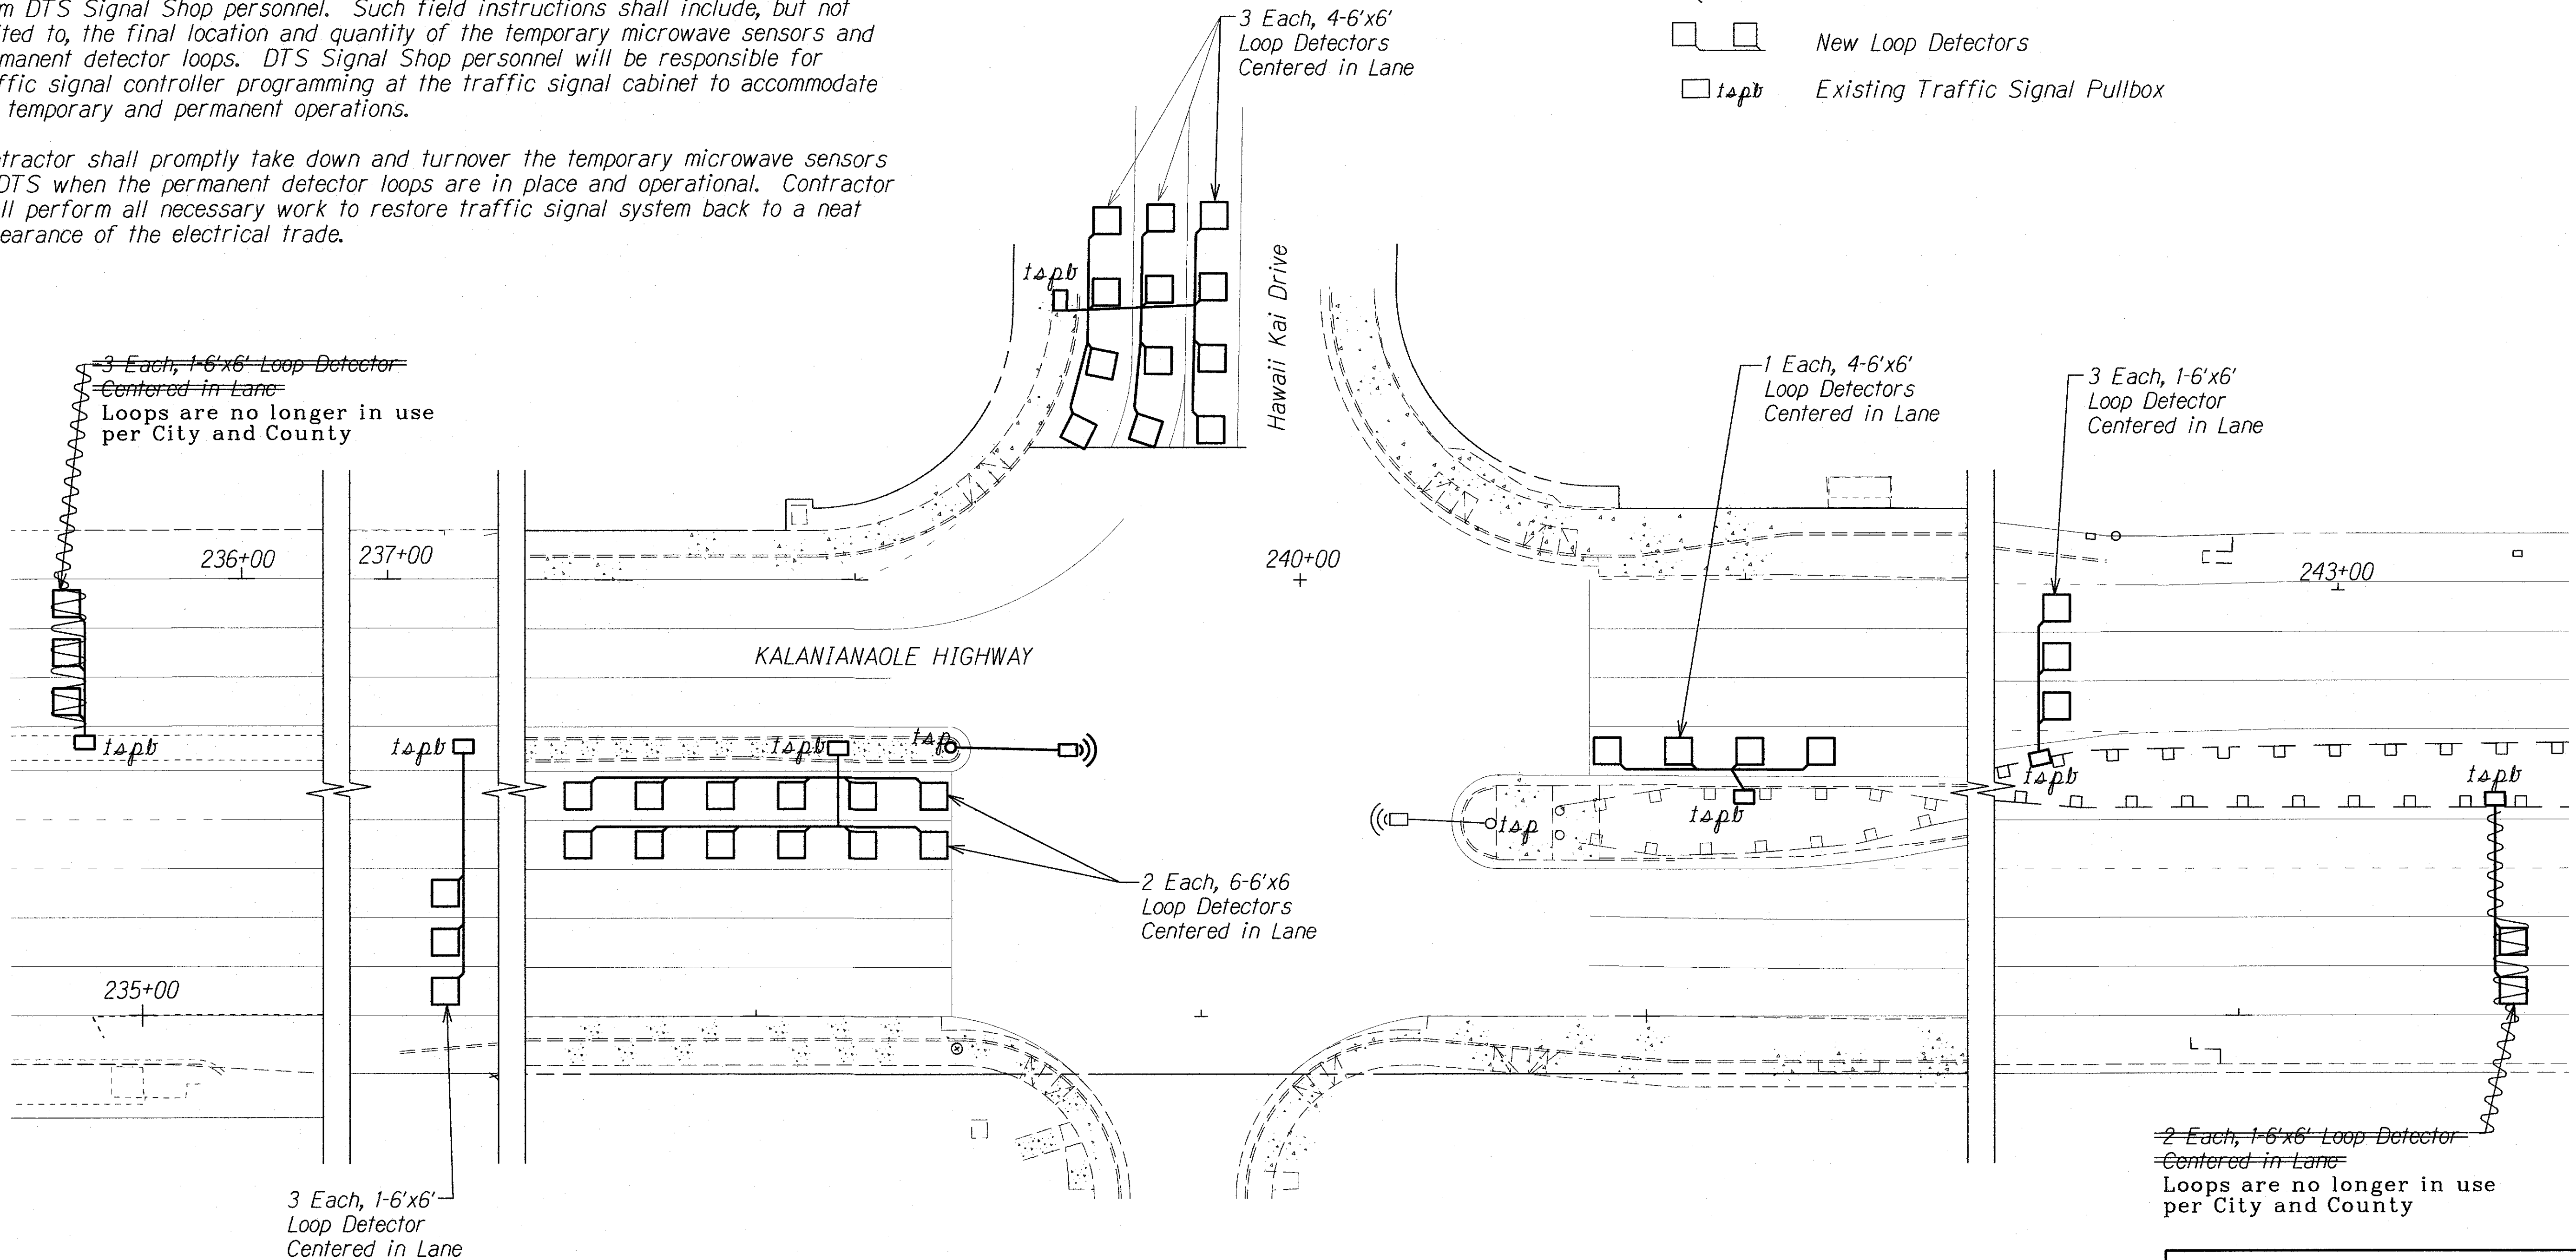 m DTS Signal Shop personnel. Such field instructions shall include, but not
ited to, the final location and quantity of the temporary microwave sensors and
manent detector loops. DTS Signal Shop personnel will be responsible for
ffic signal controller programming at the traffic signal cabinet to accommodate
temporary and permanent operations.
tractor shall promptly take down and turnover the temporary microwave sensors
DTS when the permanent detector loops are in place and operational. Contractor
ll perform all necessary work to restore traffic signal system back to a neat
earance of the electrical trade.
3 Each, 4-6'x6'
Loop Detectors
Centered in Lane
New Loop Detectors
tspb Existing Traffic Signal Pullbox
tspb
Hawaii Kai Drive
3 Each, 1-6'x6' Loop Detector
Centered in Lane
Loops are no longer in use
per City and County
1 Each, 4-6'x6'
Loop Detectors
Centered in Lane
3 Each, 1-6'x6'
Loop Detector
Centered in Lane
236+00
237+00
240+00
243+00
KALANIANAOLE HIGHWAY
tspb
tspb
tspb
tsp
tspb
tspb
tsp
tspb
2 Each, 6-6'x6
Loop Detectors
Centered in Lane
235+00
3 Each, 1-6'x6'
Loop Detector
Centered in Lane
2 Each, 1-6'x6' Loop Detector
Centered in Lane
Loops are no longer in use
per City and County